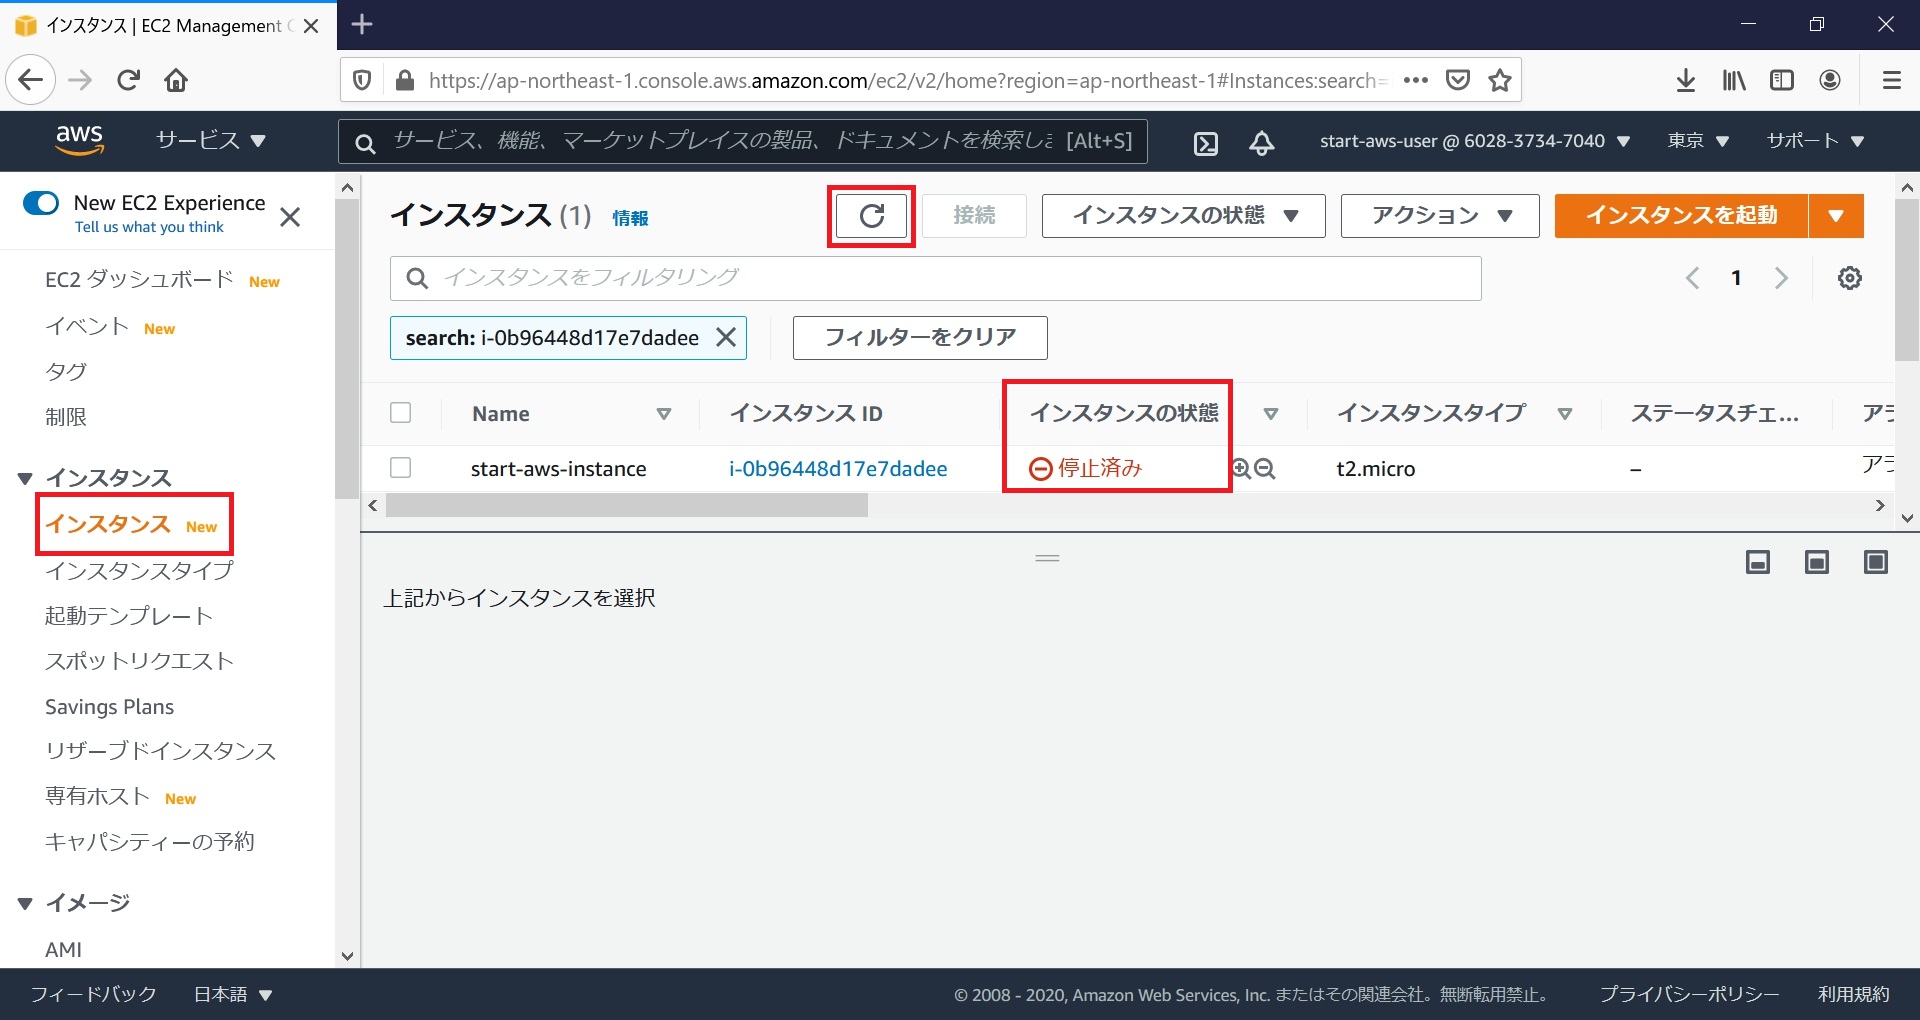 インスタンス | EC2 Management
https://ap-northeast-1.console.aws.amazon.com/ec2/v2/home?region=ap-northeast-1#Instances:search=
aws
サービス
サービス、機能、マーケットプレイスの製品、ドキュメントを検索しま [Alt+S]
start-aws-user @ 6028-3734-7040
東京
サポート
New EC2 Experience
Tell us what you think
EC2 ダッシュボード New
イベント New
タグ
制限
インスタンス
インスタンス New
インスタンスタイプ
起動テンプレート
スポットリクエスト
Savings Plans
リザーブドインスタンス
専有ホスト New
キャパシティーの予約
イメージ
AMI
インスタンス (1) 情報
接続
インスタンスの状態
アクション
インスタンスを起動
インスタンスをフィルタリング
1
search: i-0b96448d17e7dadee
フィルターをクリア
Name インスタンス ID インスタンスの状態 インスタンスタイプ ステータスチェ... アラ
start-aws-instance i-0b96448d17e7dadee 停止済み t2.micro – アラ
上記からインスタンスを選択
フィードバック
日本語
© 2008 - 2020, Amazon Web Services, Inc. またはその関連会社。無断転用禁止。
プライバシーポリシー
利用規約